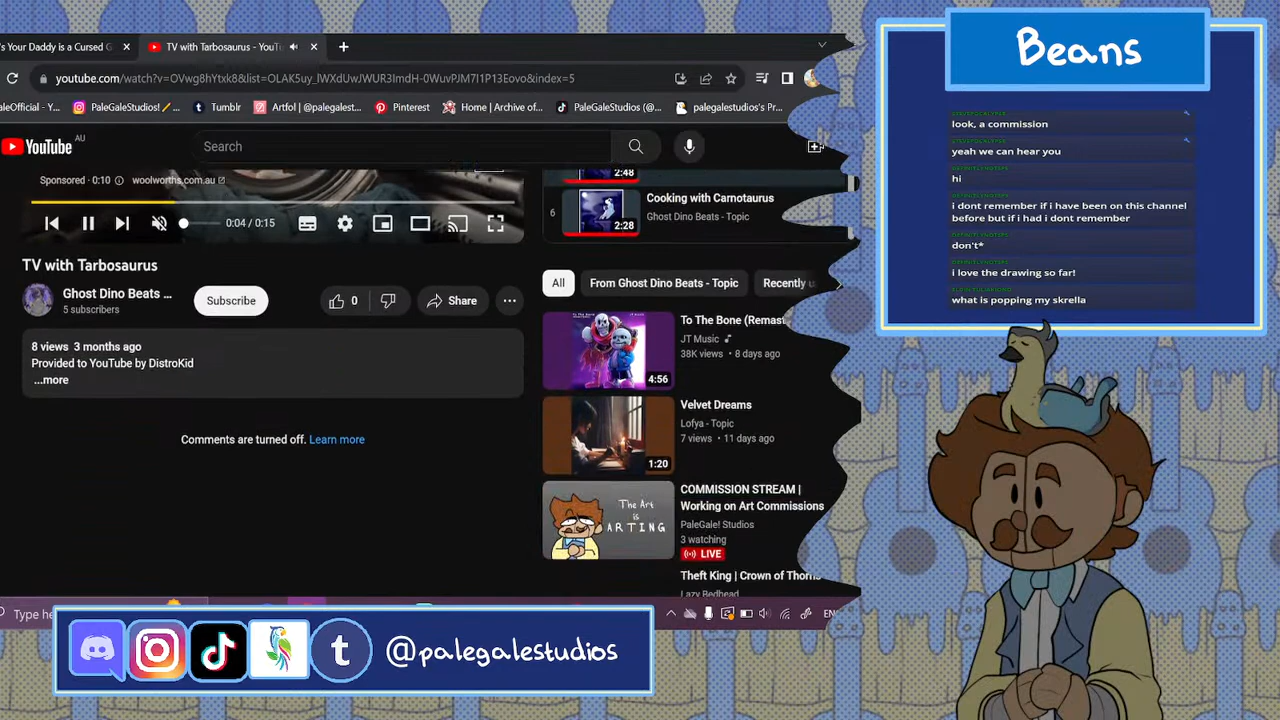 's Your Daddy is a Cursed G
TV with Tarbosaurus - YouTu
youtube.com/watch?v=OVwg8hYtxk8&list=OLAK5uy_lWXdUwJWUR3ImdH-0WuvPJM7I1P13Eovo&index=5
aleOfficial - Y...
PaleGaleStudios!
Tumblr
Artfol | @palegalest...
Pinterest
Home | Archive of...
PaleGaleStudios (@...
palegalestudios's Pr...
YouTube
AU
Search
Sponsored · 0:10
woolworths.com.au
0:04 / 0:15
2:48
6
2:28
Cooking with Carnotaurus
Ghost Dino Beats - Topic
TV with Tarbosaurus
Ghost Dino Beats ...
5 subscribers
Subscribe
0
Share
8 views 3 months ago
Provided to YouTube by DistroKid
...more
Comments are turned off. Learn more
All
From Ghost Dino Beats - Topic
Recently u
To The Bone (Remast
JT Music
38K views • 8 days ago
4:56
Velvet Dreams
Lofya - Topic
7 views • 11 days ago
1:20
The Art
is
ARTING
COMMISSION STREAM |
Working on Art Commissions
PaleGale! Studios
3 watching
LIVE
Theft King | Crown of Thorns
Lazy Bedhead
Type he
EN
@palegalestudios
Beans
look, a commission
yeah we can hear you
hi
i dont remember if i have been on this channel
before but if i had i dont remember
don't*
i love the drawing so far!
what is popping my skrella